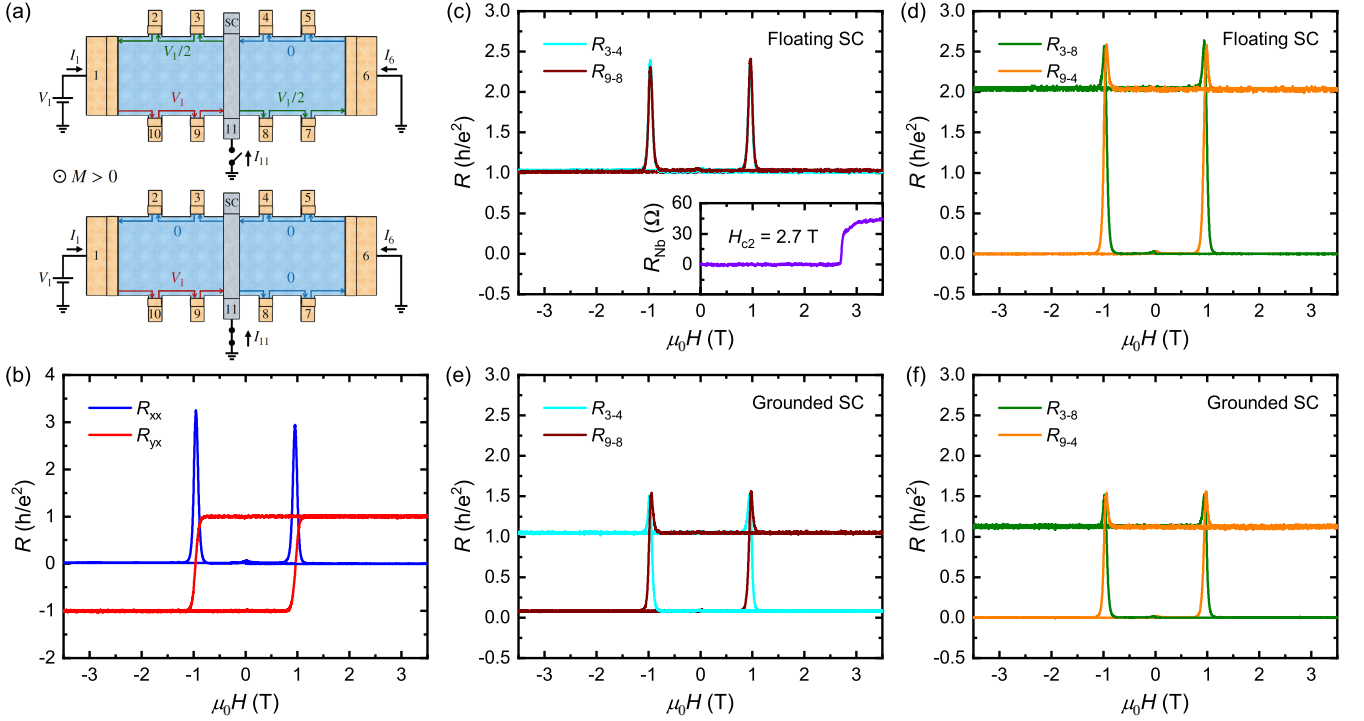 (a)
2 3 SC 4 5
V₁/2 0
I₁ I₆
1 6
V₁ V₁ V₁/2
10 9 11 8 7
I₁₁
⊙ M > 0
2 3 SC 4 5
0 0
I₁ I₆
1 6
V₁ V₁ 0
10 9 11 8 7
I₁₁
(b)
R (h/e²)
4
3
2
1
0
-1
-2
Rxx
Ryx
-3 -2 -1 0 1 2 3
μ₀H (T)
(c)
R (h/e²)
3.0
2.5
2.0
1.5
1.0
0.5
0.0
-0.5
R₃₋₄
R₉₋₈
Floating SC
RNb (Ω)
60
30
0
Hc2 = 2.7 T
-3 -2 -1 0 1 2 3
μ₀H (T)
(d)
R (h/e²)
3.0
2.5
2.0
1.5
1.0
0.5
0.0
-0.5
R₃₋₈
R₉₋₄
Floating SC
-3 -2 -1 0 1 2 3
μ₀H (T)
(e)
R (h/e²)
3.0
2.5
2.0
1.5
1.0
0.5
0.0
-0.5
R₃₋₄
R₉₋₈
Grounded SC
-3 -2 -1 0 1 2 3
μ₀H (T)
(f)
R (h/e²)
3.0
2.5
2.0
1.5
1.0
0.5
0.0
-0.5
R₃₋₈
R₉₋₄
Grounded SC
-3 -2 -1 0 1 2 3
μ₀H (T)